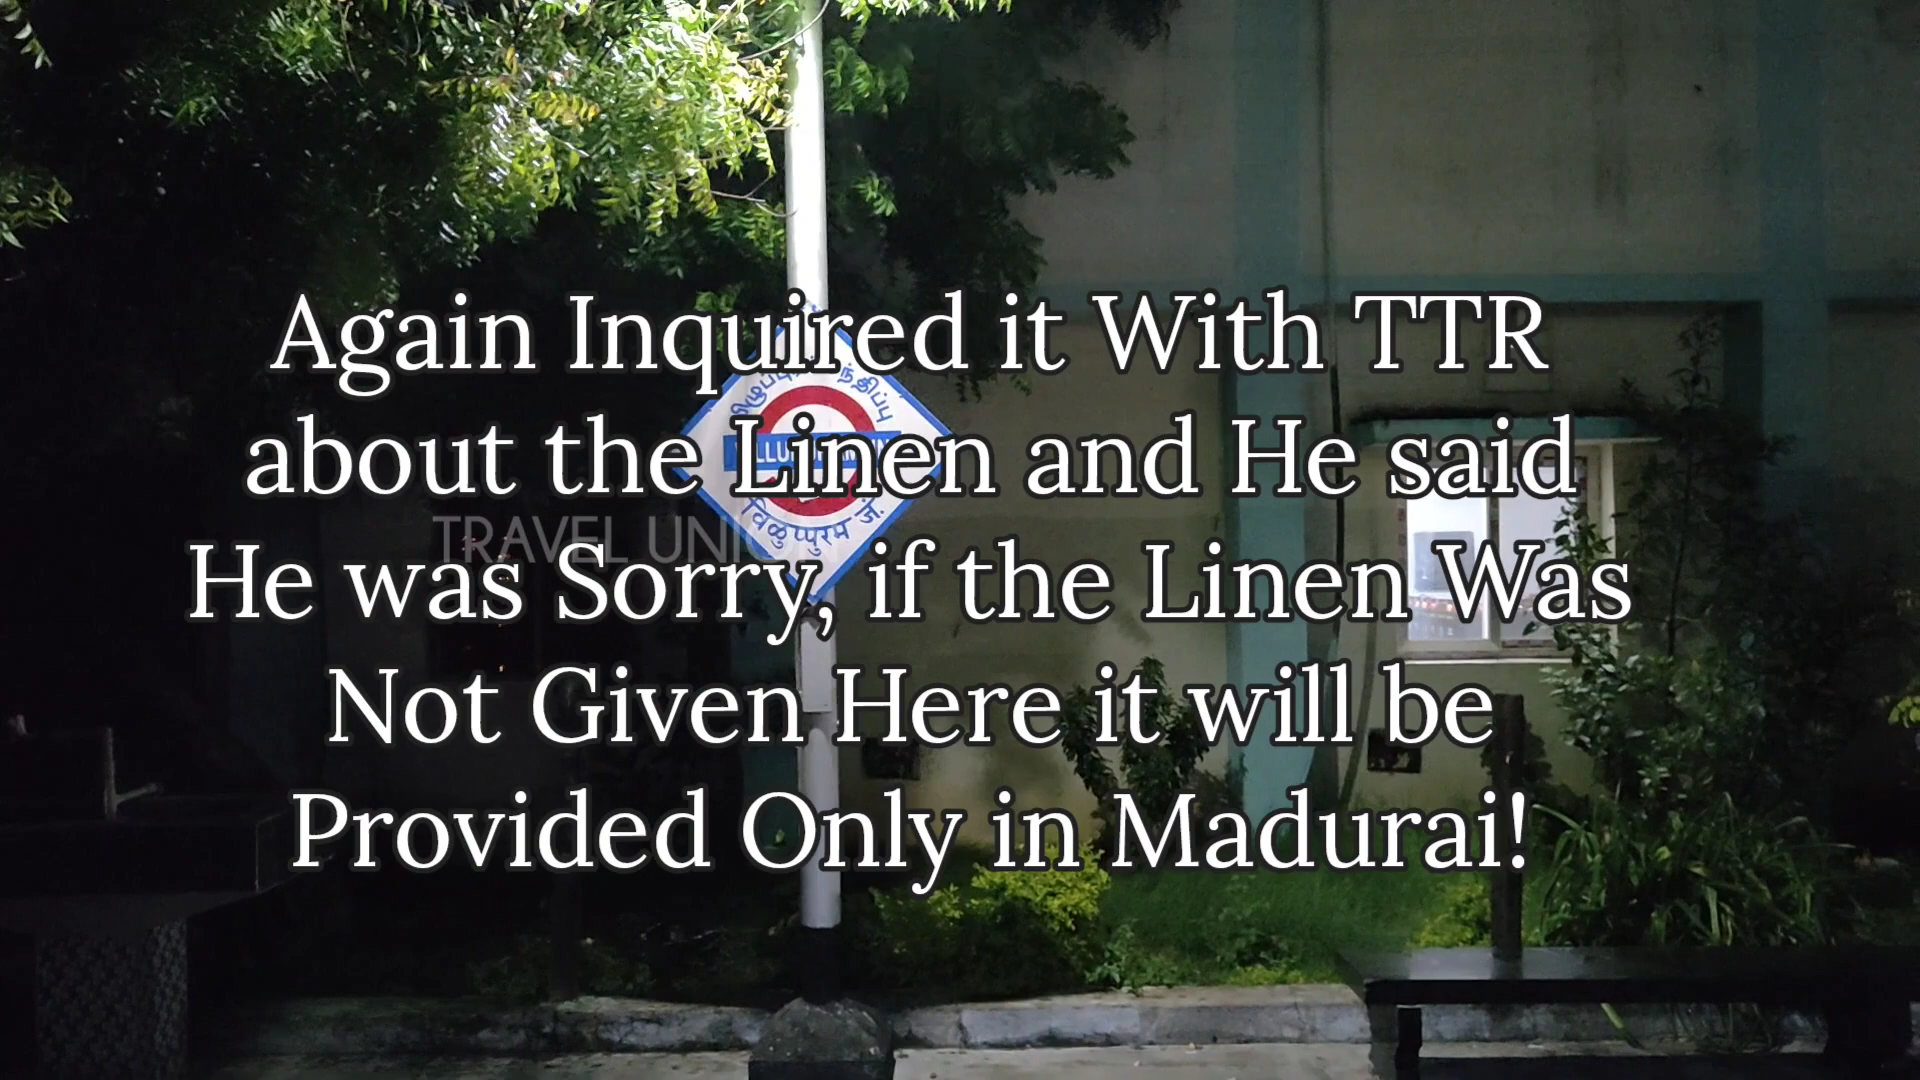 Again Inquired it With TTR
about the Linen and He said
He was Sorry, if the Linen Was
Not Given Here it will be
Provided Only in Madurai!
TRAVEL
विळुप्पुरम ज.